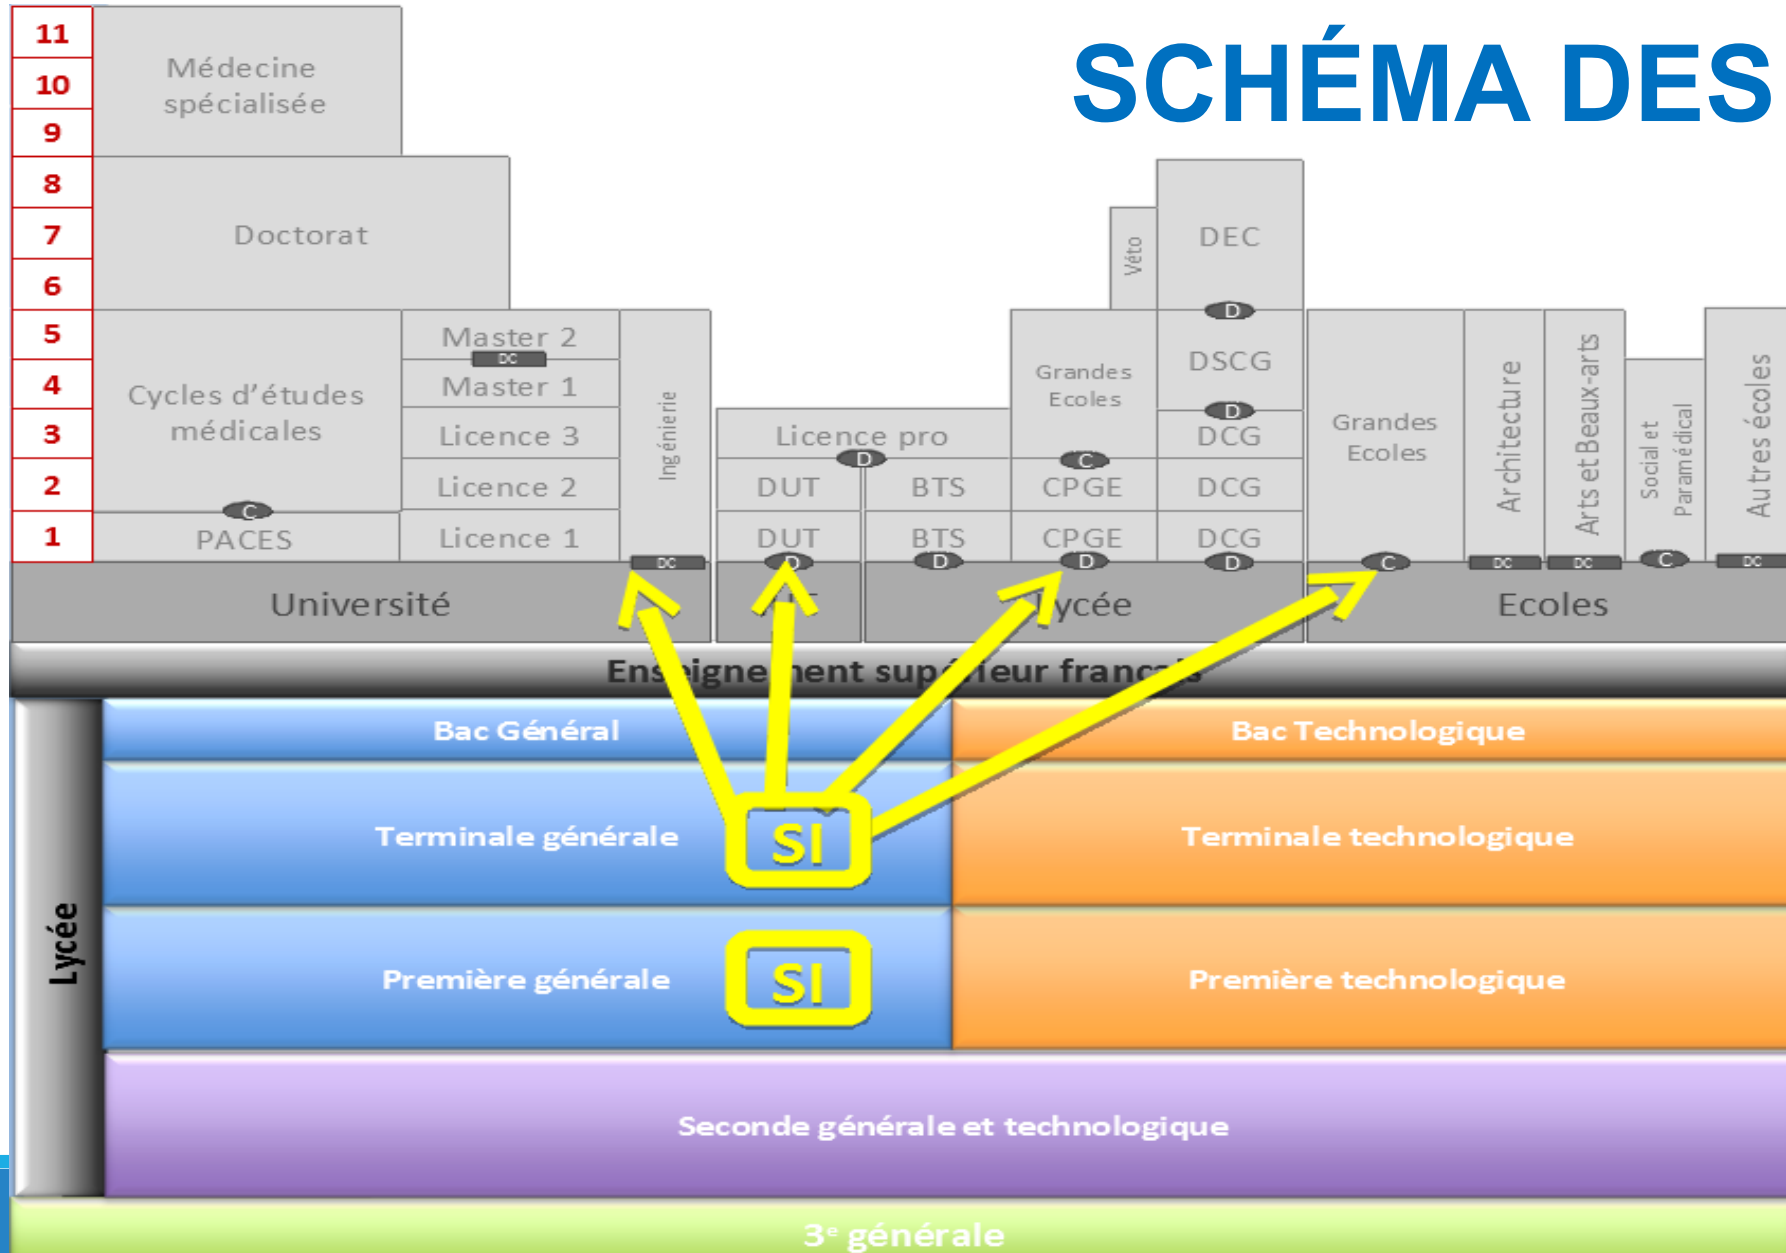 SCHÉMA DES
11
10
9
8
7
6
5
4
3
2
1
Médecine
spécialisée
Doctorat
Cycles d'études
médicales
C
PACES
Master 2
DC
Master 1
Licence 3
Licence 2
Licence 1
Ingénierie
DC
Licence pro
D
DUT
BTS
DUT
BTS
D
D
Grandes
Ecoles
C
CPGE
CPGE
D
Véto
DEC
D
DSCG
D
DCG
DCG
DCG
D
Grandes
Ecoles
C
Architecture
DC
Arts et Beaux-arts
DC
Social et
Paramédical
C
Autres écoles
DC
Université
Lycée
Ecoles
Enseignement supérieur français
Lycée
Bac Général
Bac Technologique
Terminale générale
SI
Terminale technologique
Première générale
SI
Première technologique
Seconde générale et technologique
3e générale